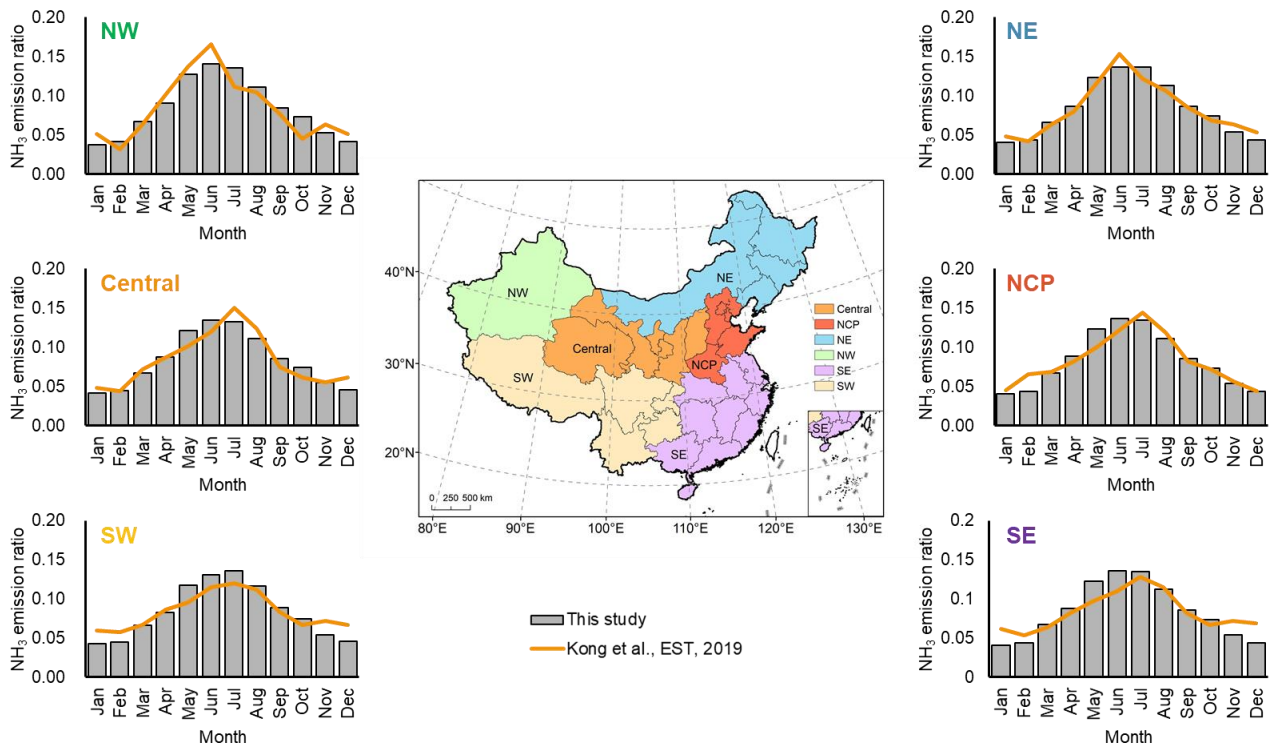 NW
NH3 emission ratio
0.20
0.15
0.10
0.05
0.00
Jan Feb Mar Apr May Jun Jul Aug Sep Oct Nov Dec
Month
NE
NH3 emission ratio
0.20
0.15
0.10
0.05
0.00
Jan Feb Mar Apr May Jun Jul Aug Sep Oct Nov Dec
Month
Central
NH3 emission ratio
0.20
0.15
0.10
0.05
0.00
Jan Feb Mar Apr May Jun Jul Aug Sep Oct Nov Dec
Month
40°N
30°N
20°N
80°E 90°E 100°E 110°E 120°E 130°E
NW
NE
Central
NCP
SW
SE
SE
0 250 500 km
Central
NCP
NE
NW
SE
SW
NCP
NH3 emission ratio
0.20
0.15
0.10
0.05
0.00
Jan Feb Mar Apr May Jun Jul Aug Sep Oct Nov Dec
Month
SW
NH3 emission ratio
0.20
0.15
0.10
0.05
0.00
Jan Feb Mar Apr May Jun Jul Aug Sep Oct Nov Dec
Month
This study
Kong et al., EST, 2019
SE
NH3 emission ratio
0.2
0.15
0.1
0.05
0
Jan Feb Mar Apr May Jun Jul Aug Sep Oct Nov Dec
Month